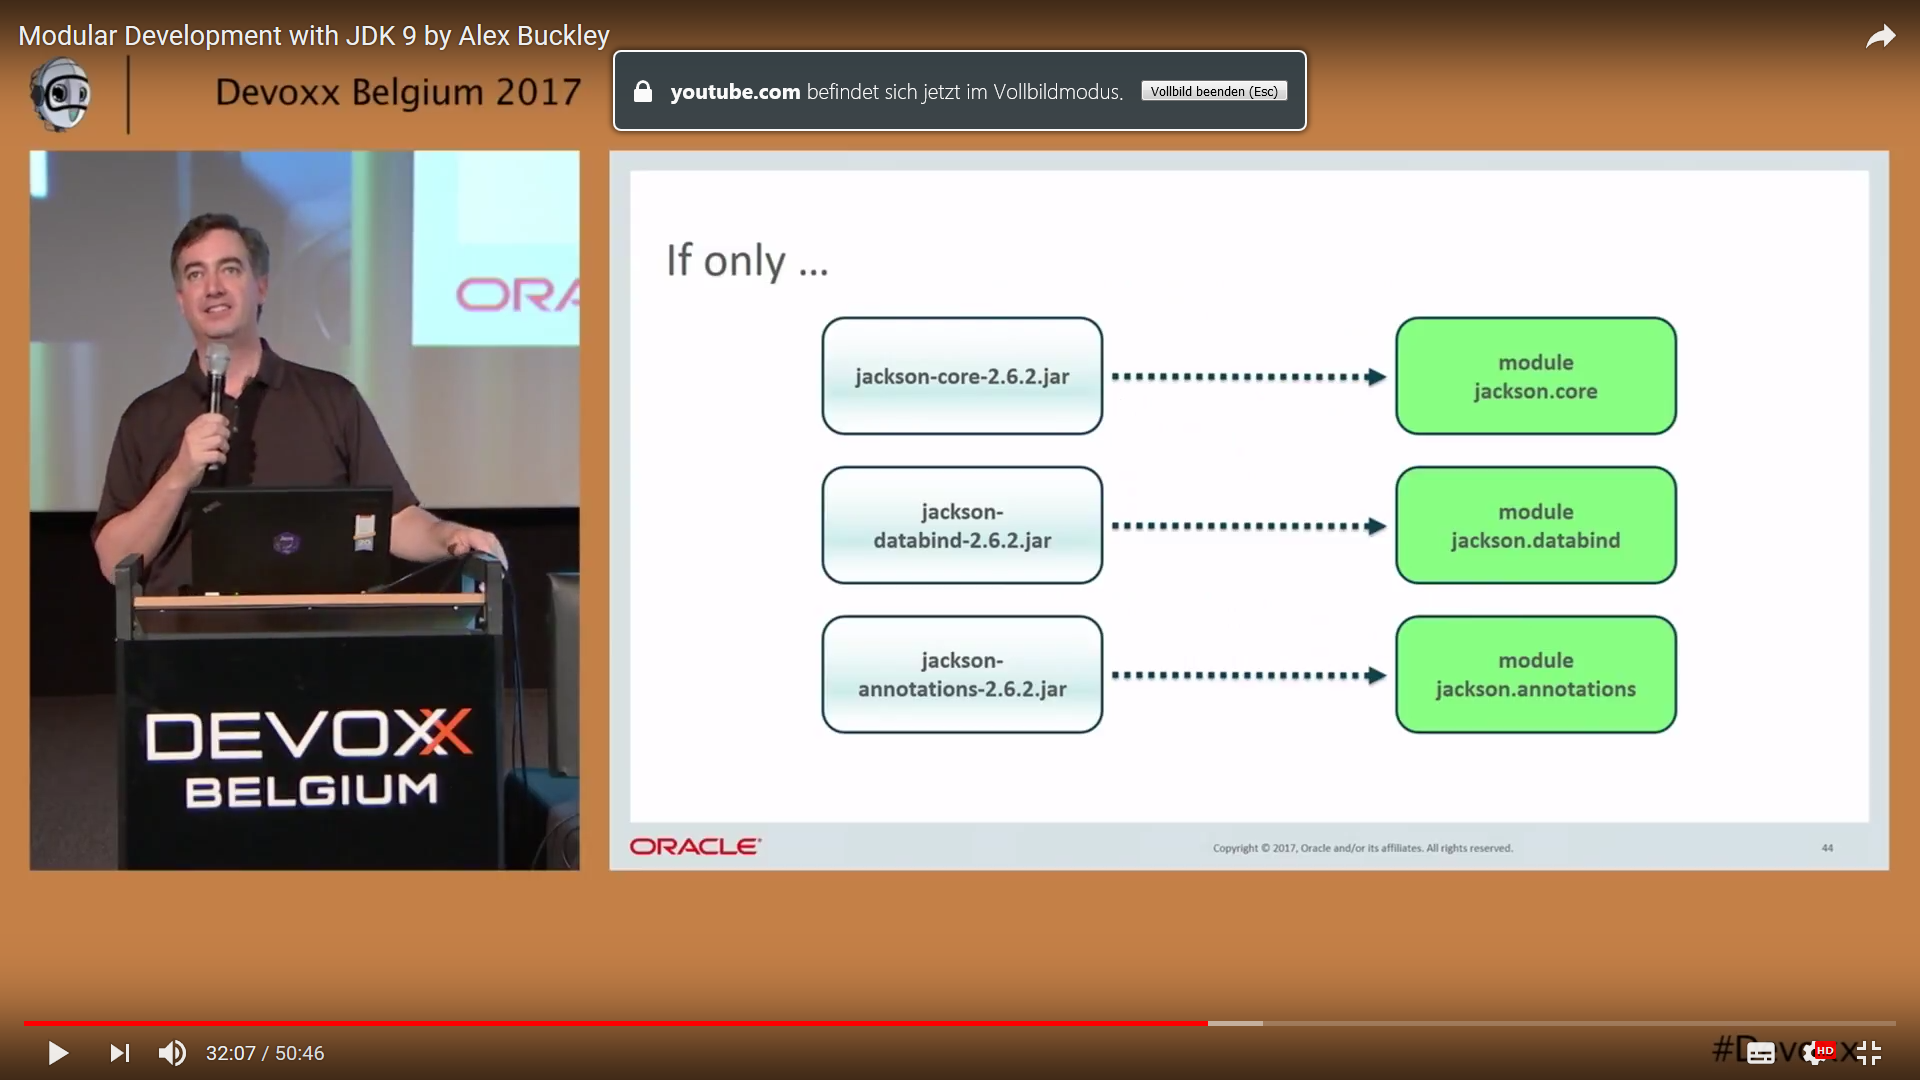 Modular Development with JDK 9 by Alex Buckley
Devoxx Belgium 2017
youtube.com befindet sich jetzt im Vollbildmodus.
Vollbild beenden (Esc)
ORA
DEVOXX
BELGIUM
If only ...
jackson-core-2.6.2.jar
module
jackson.core
jackson-
databind-2.6.2.jar
module
jackson.databind
jackson-
annotations-2.6.2.jar
module
jackson.annotations
ORACLE
Copyright © 2017, Oracle and/or its affiliates. All rights reserved.
44
32:07 / 50:46
#Devoxx
HD